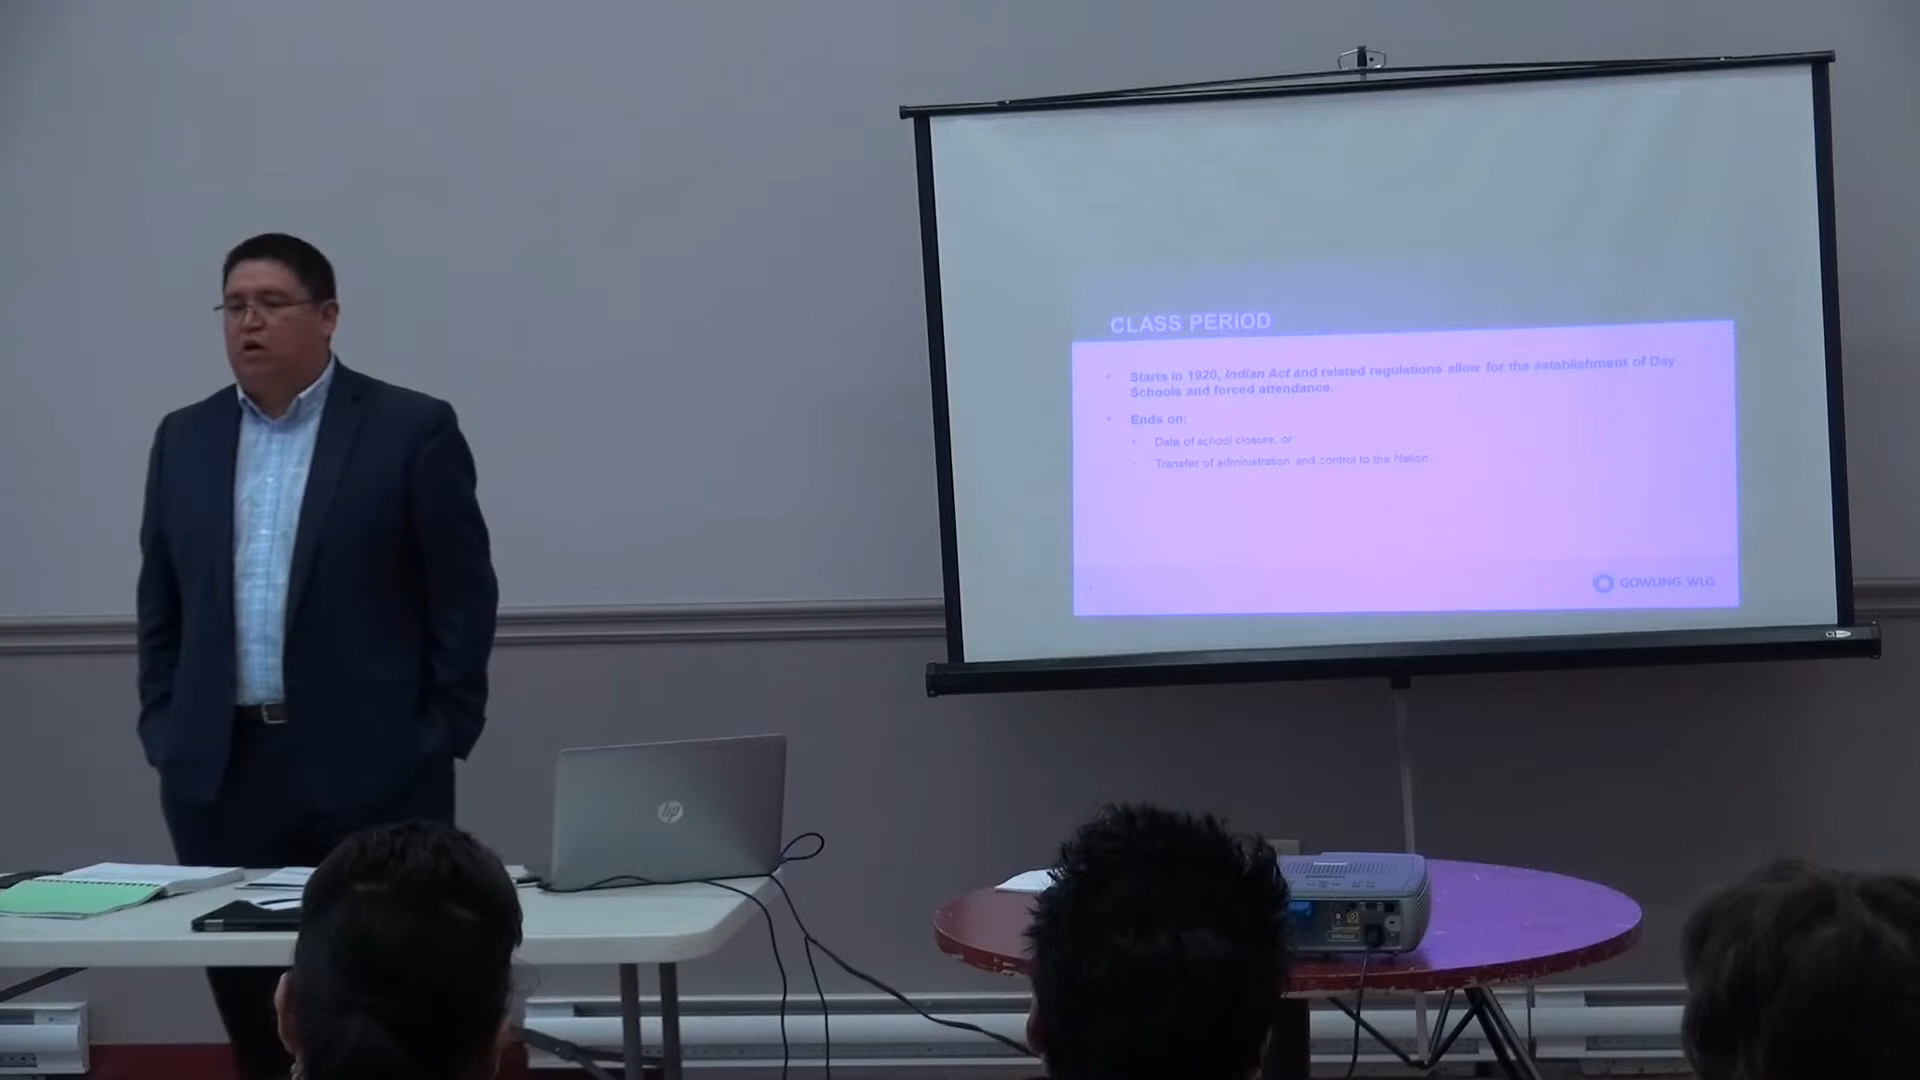 CLASS PERIOD
• Starts in 1920, Indian Act and related regulations allow for the establishment of Day
Schools and forced attendance.
• Ends on:
• Date of school closure, or
• Transfer of administration and control to the Nation
GOWLING WLG
hp